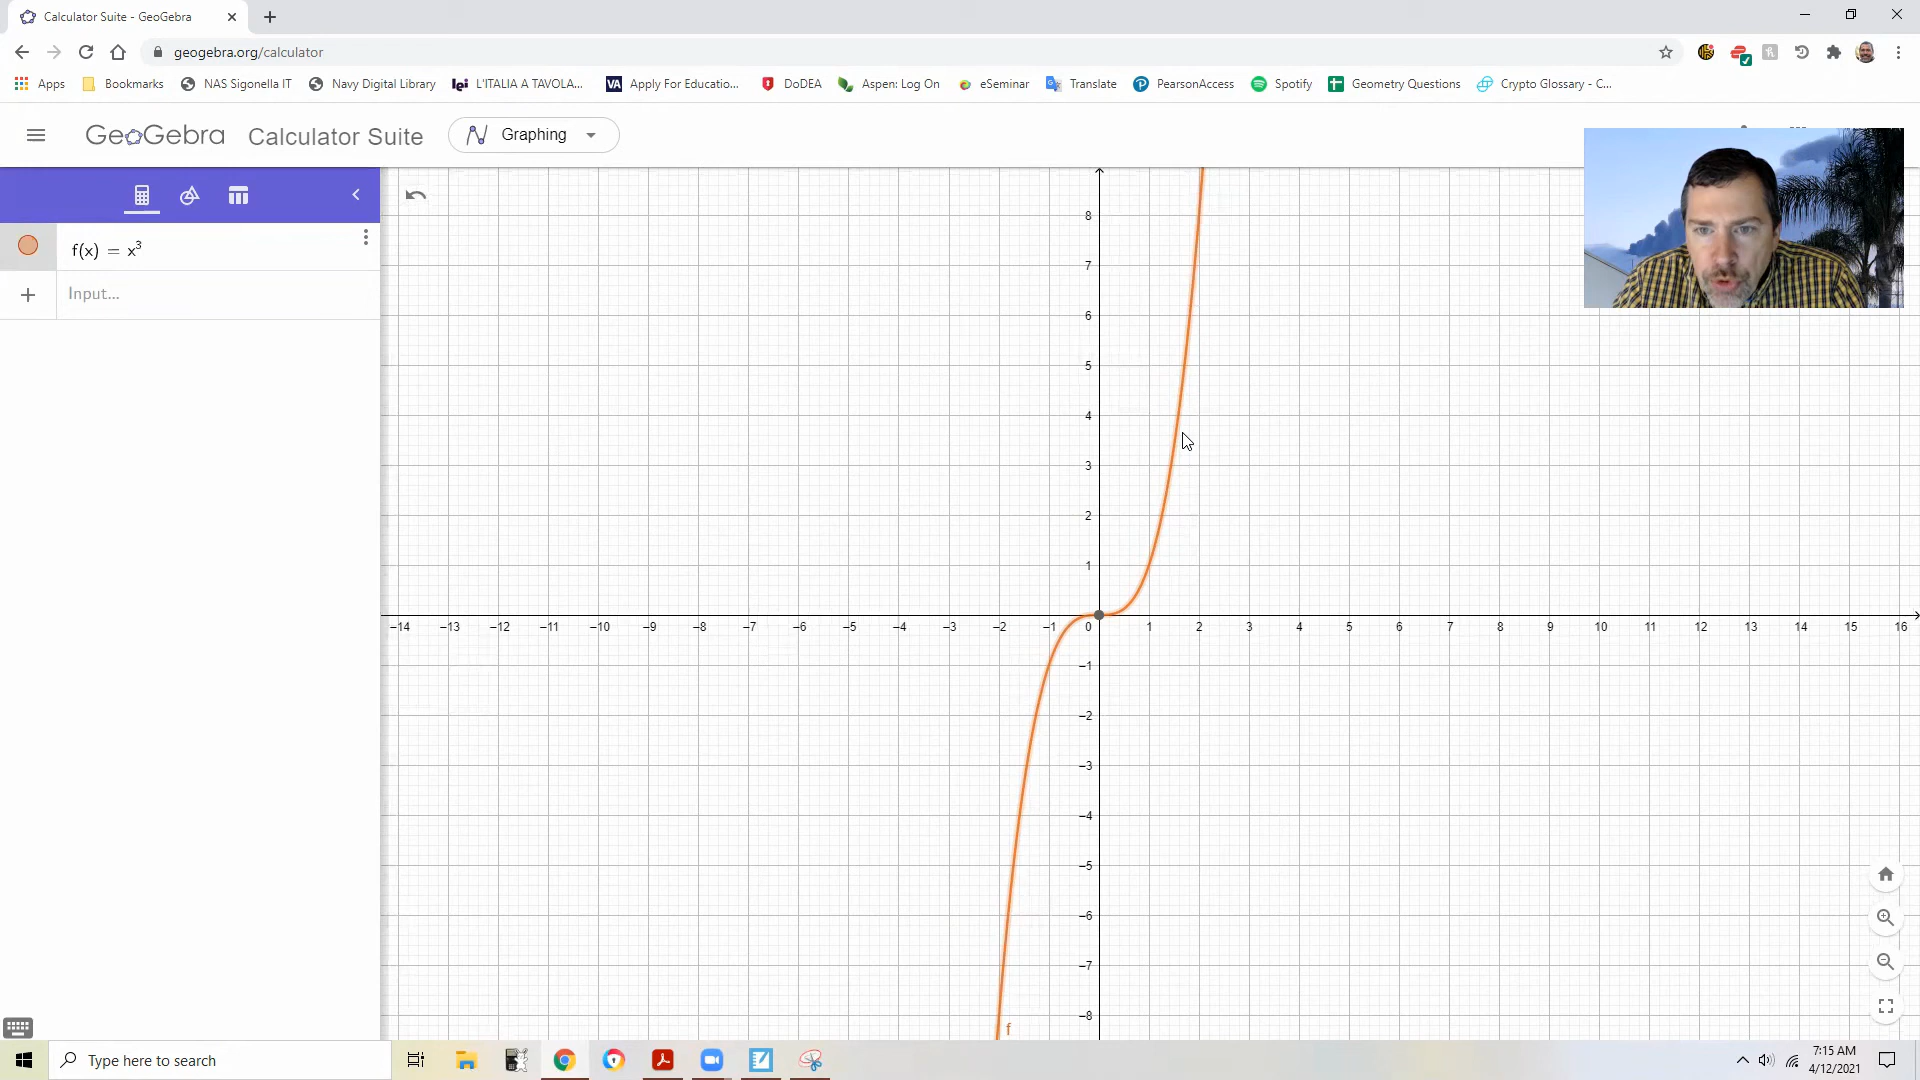 Calculator Suite - GeoGebra
geogebra.org/calculator
Apps Bookmarks NAS Sigonella IT Navy Digital Library lei L'ITALIA A TAVOLA... VA Apply For Educatio... DoDEA Aspen: Log On eSeminar Translate PearsonAccess Spotify Geometry Questions Crypto Glossary - C...
GeoGebra Calculator Suite Graphing
f(x) = x³
Input...
8
7
6
5
4
3
2
1
−14 −13 −12 −11 −10 −9 −8 −7 −6 −5 −4 −3 −2 −1 0 1 2 3 4 5 6 7 8 9 10 11 12 13 14 15 16
−1
−2
−3
−4
−5
−6
−7
−8
f
Type here to search
7:15 AM
4/12/2021